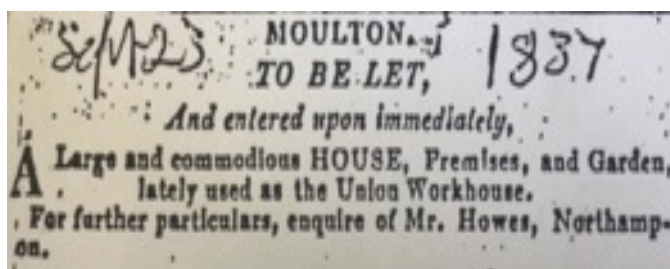 Sept 23 MOULTON. 1837
TO BE LET,
And entered upon immediately,
A Large and commodious HOUSE, Premises, and Garden,
lately used as the Union Workhouse.
For further particulars, enquire of Mr. Howes, Northamp-
on.